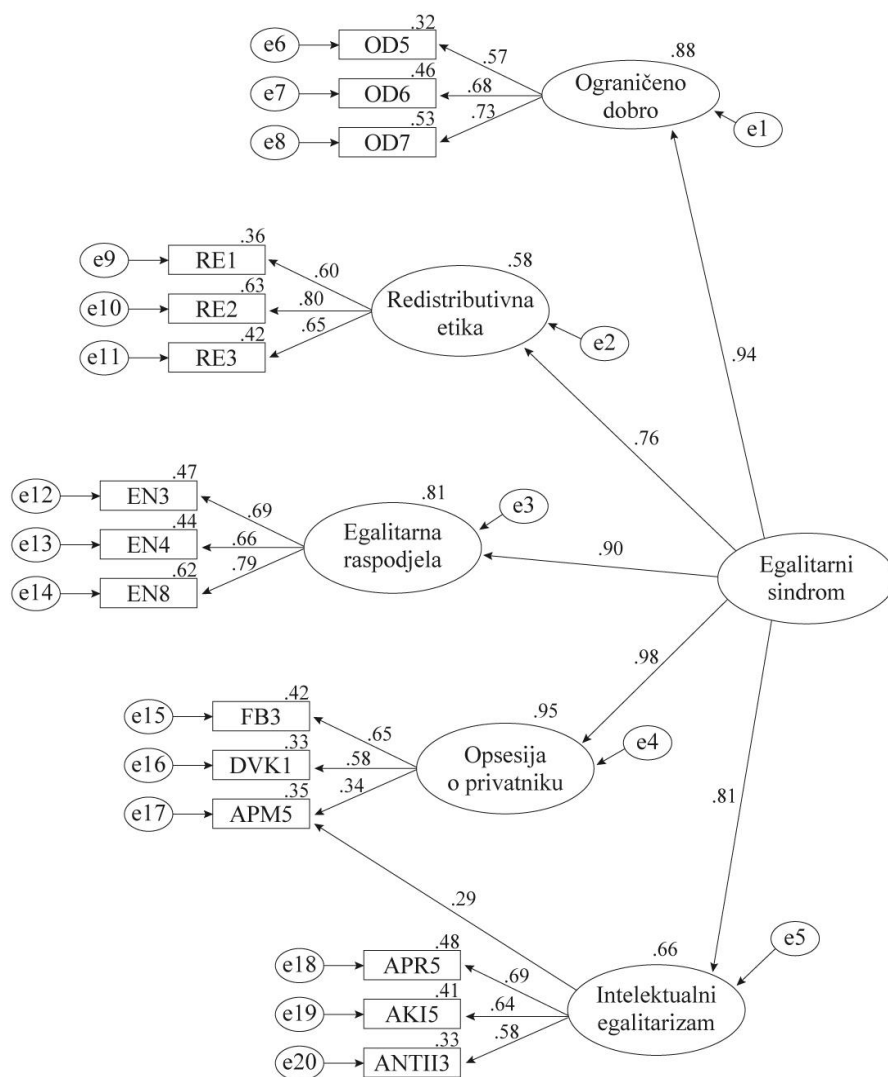 .32
e6 OD5
.57
.88
.46
Ograničeno
dobro
e7 OD6
.68
.53
.73
e8 OD7
e1
.36
e9 RE1
.60
.58
.63
Redistributivna
etika
e10 RE2
.80
.42
.65
e11 RE3
e2
.94
.76
.47
e12 EN3
.69
.81
e3
.44
Egalitarna
raspodjela
e13 EN4
.66
.90
.62
.79
e14 EN8
Egalitarni
sindrom
.98
.42
e15 FB3
.65
.95
e4
.33
Opsesija
o privatniku
e16 DVK1
.58
.35
.34
e17 APM5
.81
.29
e5
.48
.66
e18 APR5
.69
.41
Intelektualni
egalitarizam
e19 AKI5
.64
.33
.58
e20 ANTII3